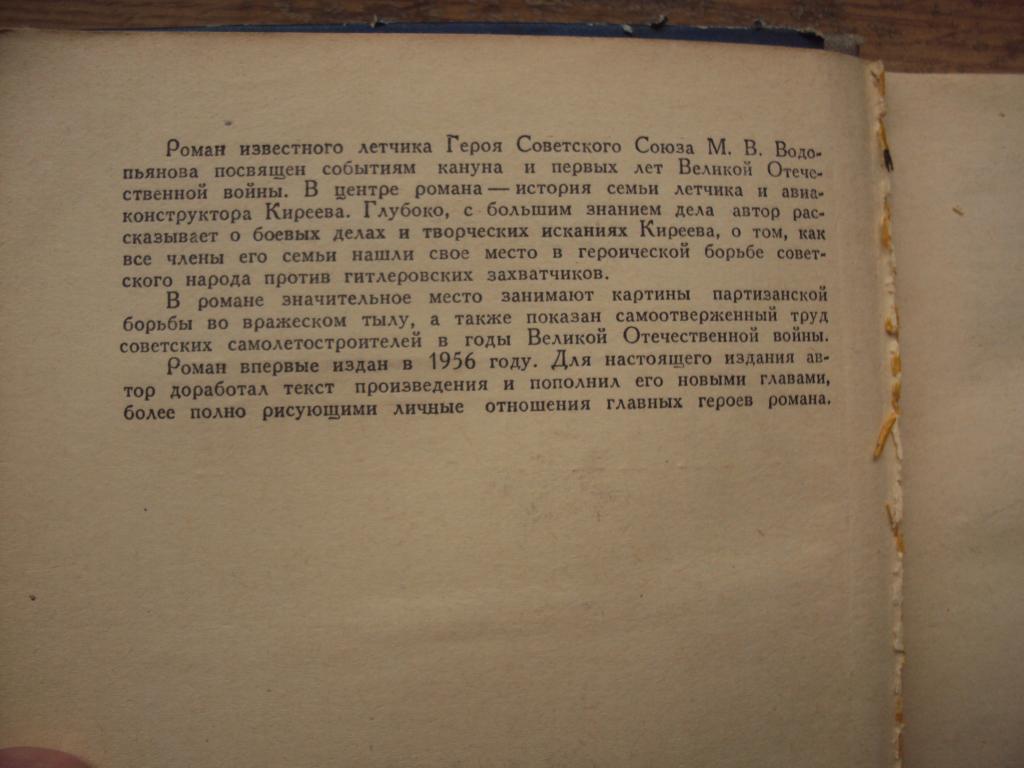 Роман известного летчика Героя Советского Союза М. В. Водо-
пьянова посвящен событиям кануна и первых лет Великой Отече-
ственной войны. В центре романа — история семьи летчика и авиа-
конструктора Киреева. Глубоко, с большим знанием дела автор рас-
сказывает о боевых делах и творческих исканиях Киреева, о том, как
все члены его семьи нашли свое место в героической борьбе совет-
ского народа против гитлеровских захватчиков.
В романе значительное место занимают картины партизанской
борьбы во вражеском тылу, а также показан самоотверженный труд
советских самолетостроителей в годы Великой Отечественной войны.
Роман впервые издан в 1956 году. Для настоящего издания ав-
тор доработал текст произведения и пополнил его новыми главами,
более полно рисующими личные отношения главных героев романа.